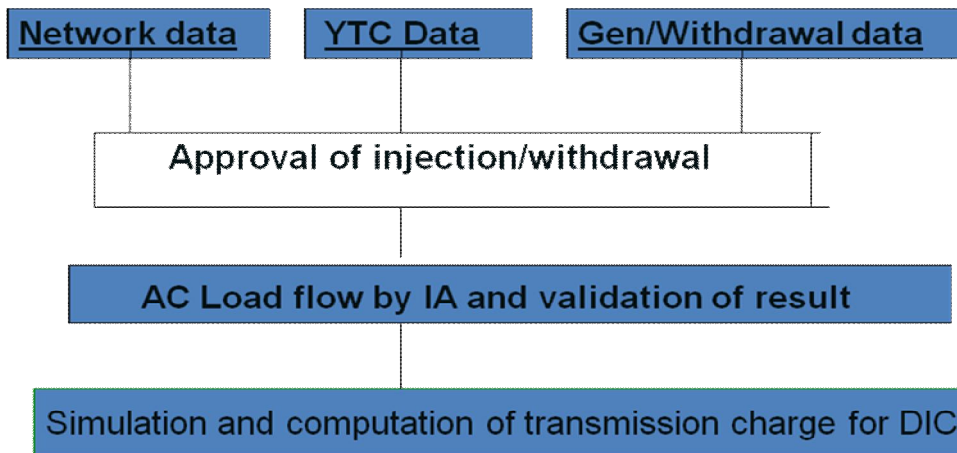 Network data
YTC Data
Gen/Withdrawal data
Approval of injection/withdrawal
AC Load flow by IA and validation of result
Simulation and computation of transmission charge for DIC